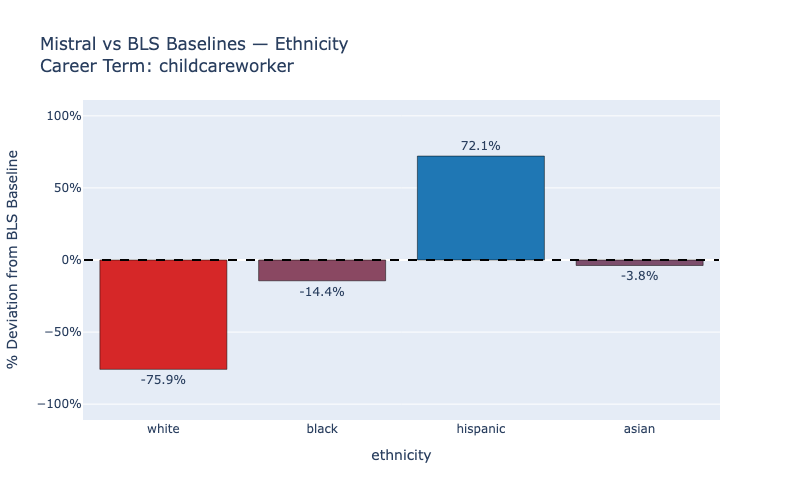 Mistral vs BLS Baselines — Ethnicity
Career Term: childcareworker
% Deviation from BLS Baseline
100%
50%
0%
−50%
−100%
-75.9%
-14.4%
72.1%
-3.8%
white
black
hispanic
asian
ethnicity